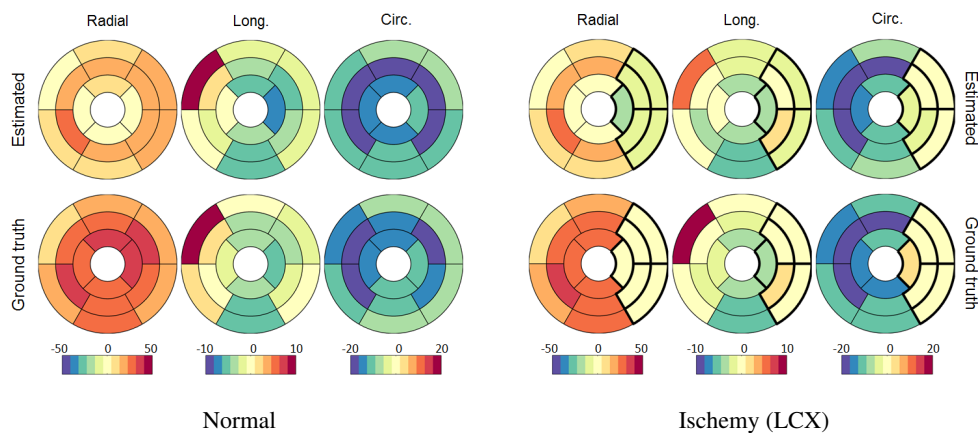 Radial Long. Circ. Radial Long. Circ.
Estimated Estimated
Ground truth Ground truth
-50 0 50 -10 0 10 -20 0 20 -50 0 50 -10 0 10 -20 0 20
Normal Ischemy (LCX)